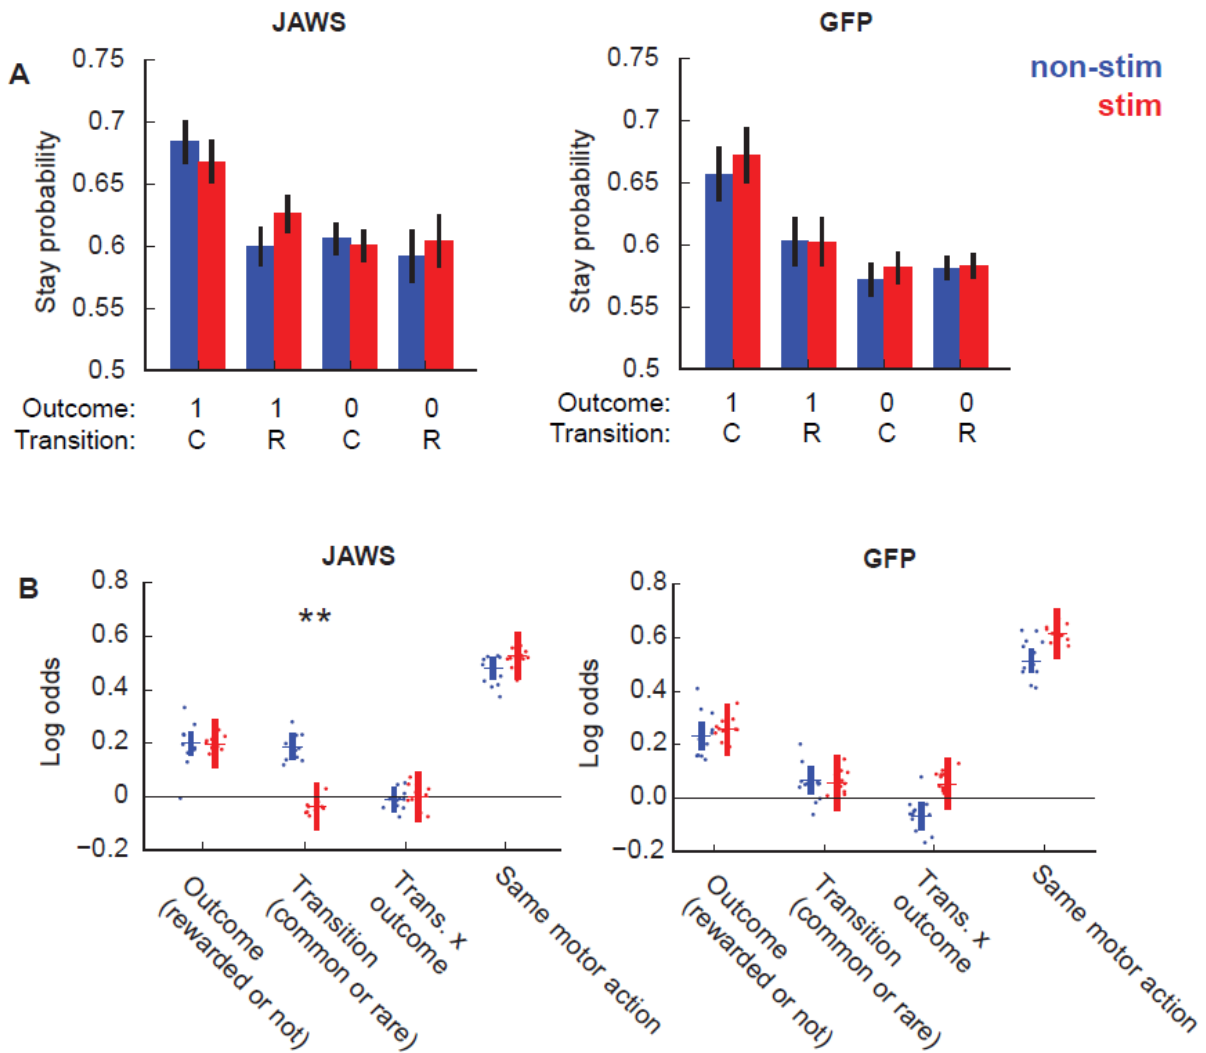 JAWS
GFP
A
non-stim
stim
0.75
0.7
0.65
0.6
0.55
0.5
Stay probability
0.75
0.7
0.65
0.6
0.55
0.5
Stay probability
Outcome: 1 1 0 0
Transition: C R C R
Outcome: 1 1 0 0
Transition: C R C R
B
JAWS
GFP
0.8
0.6
0.4
0.2
0
−0.2
Log odds
**
0.8
0.6
0.4
0.2
0.0
−0.2
Log odds
Outcome
(rewarded or not)
Transition
(common or rare)
Trans. x
outcome
Same motor action
Outcome
(rewarded or not)
Transition
(common or rare)
Trans. x
outcome
Same motor action